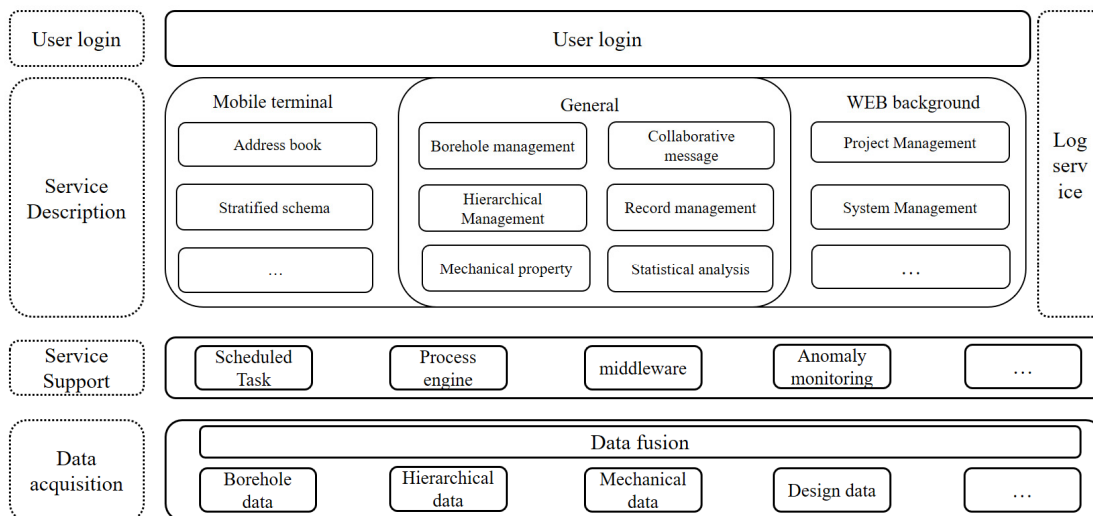 User login
User login
Log
serv
ice
Service
Description
Mobile terminal
Address book
Stratified schema
…
General
Borehole management
Collaborative
message
Hierarchical
Management
Record management
Mechanical property
Statistical analysis
WEB background
Project Management
System Management
…
Service
Support
Scheduled
Task
Process
engine
middleware
Anomaly
monitoring
…
Data
acquisition
Data fusion
Borehole
data
Hierarchical
data
Mechanical
data
Design data
…